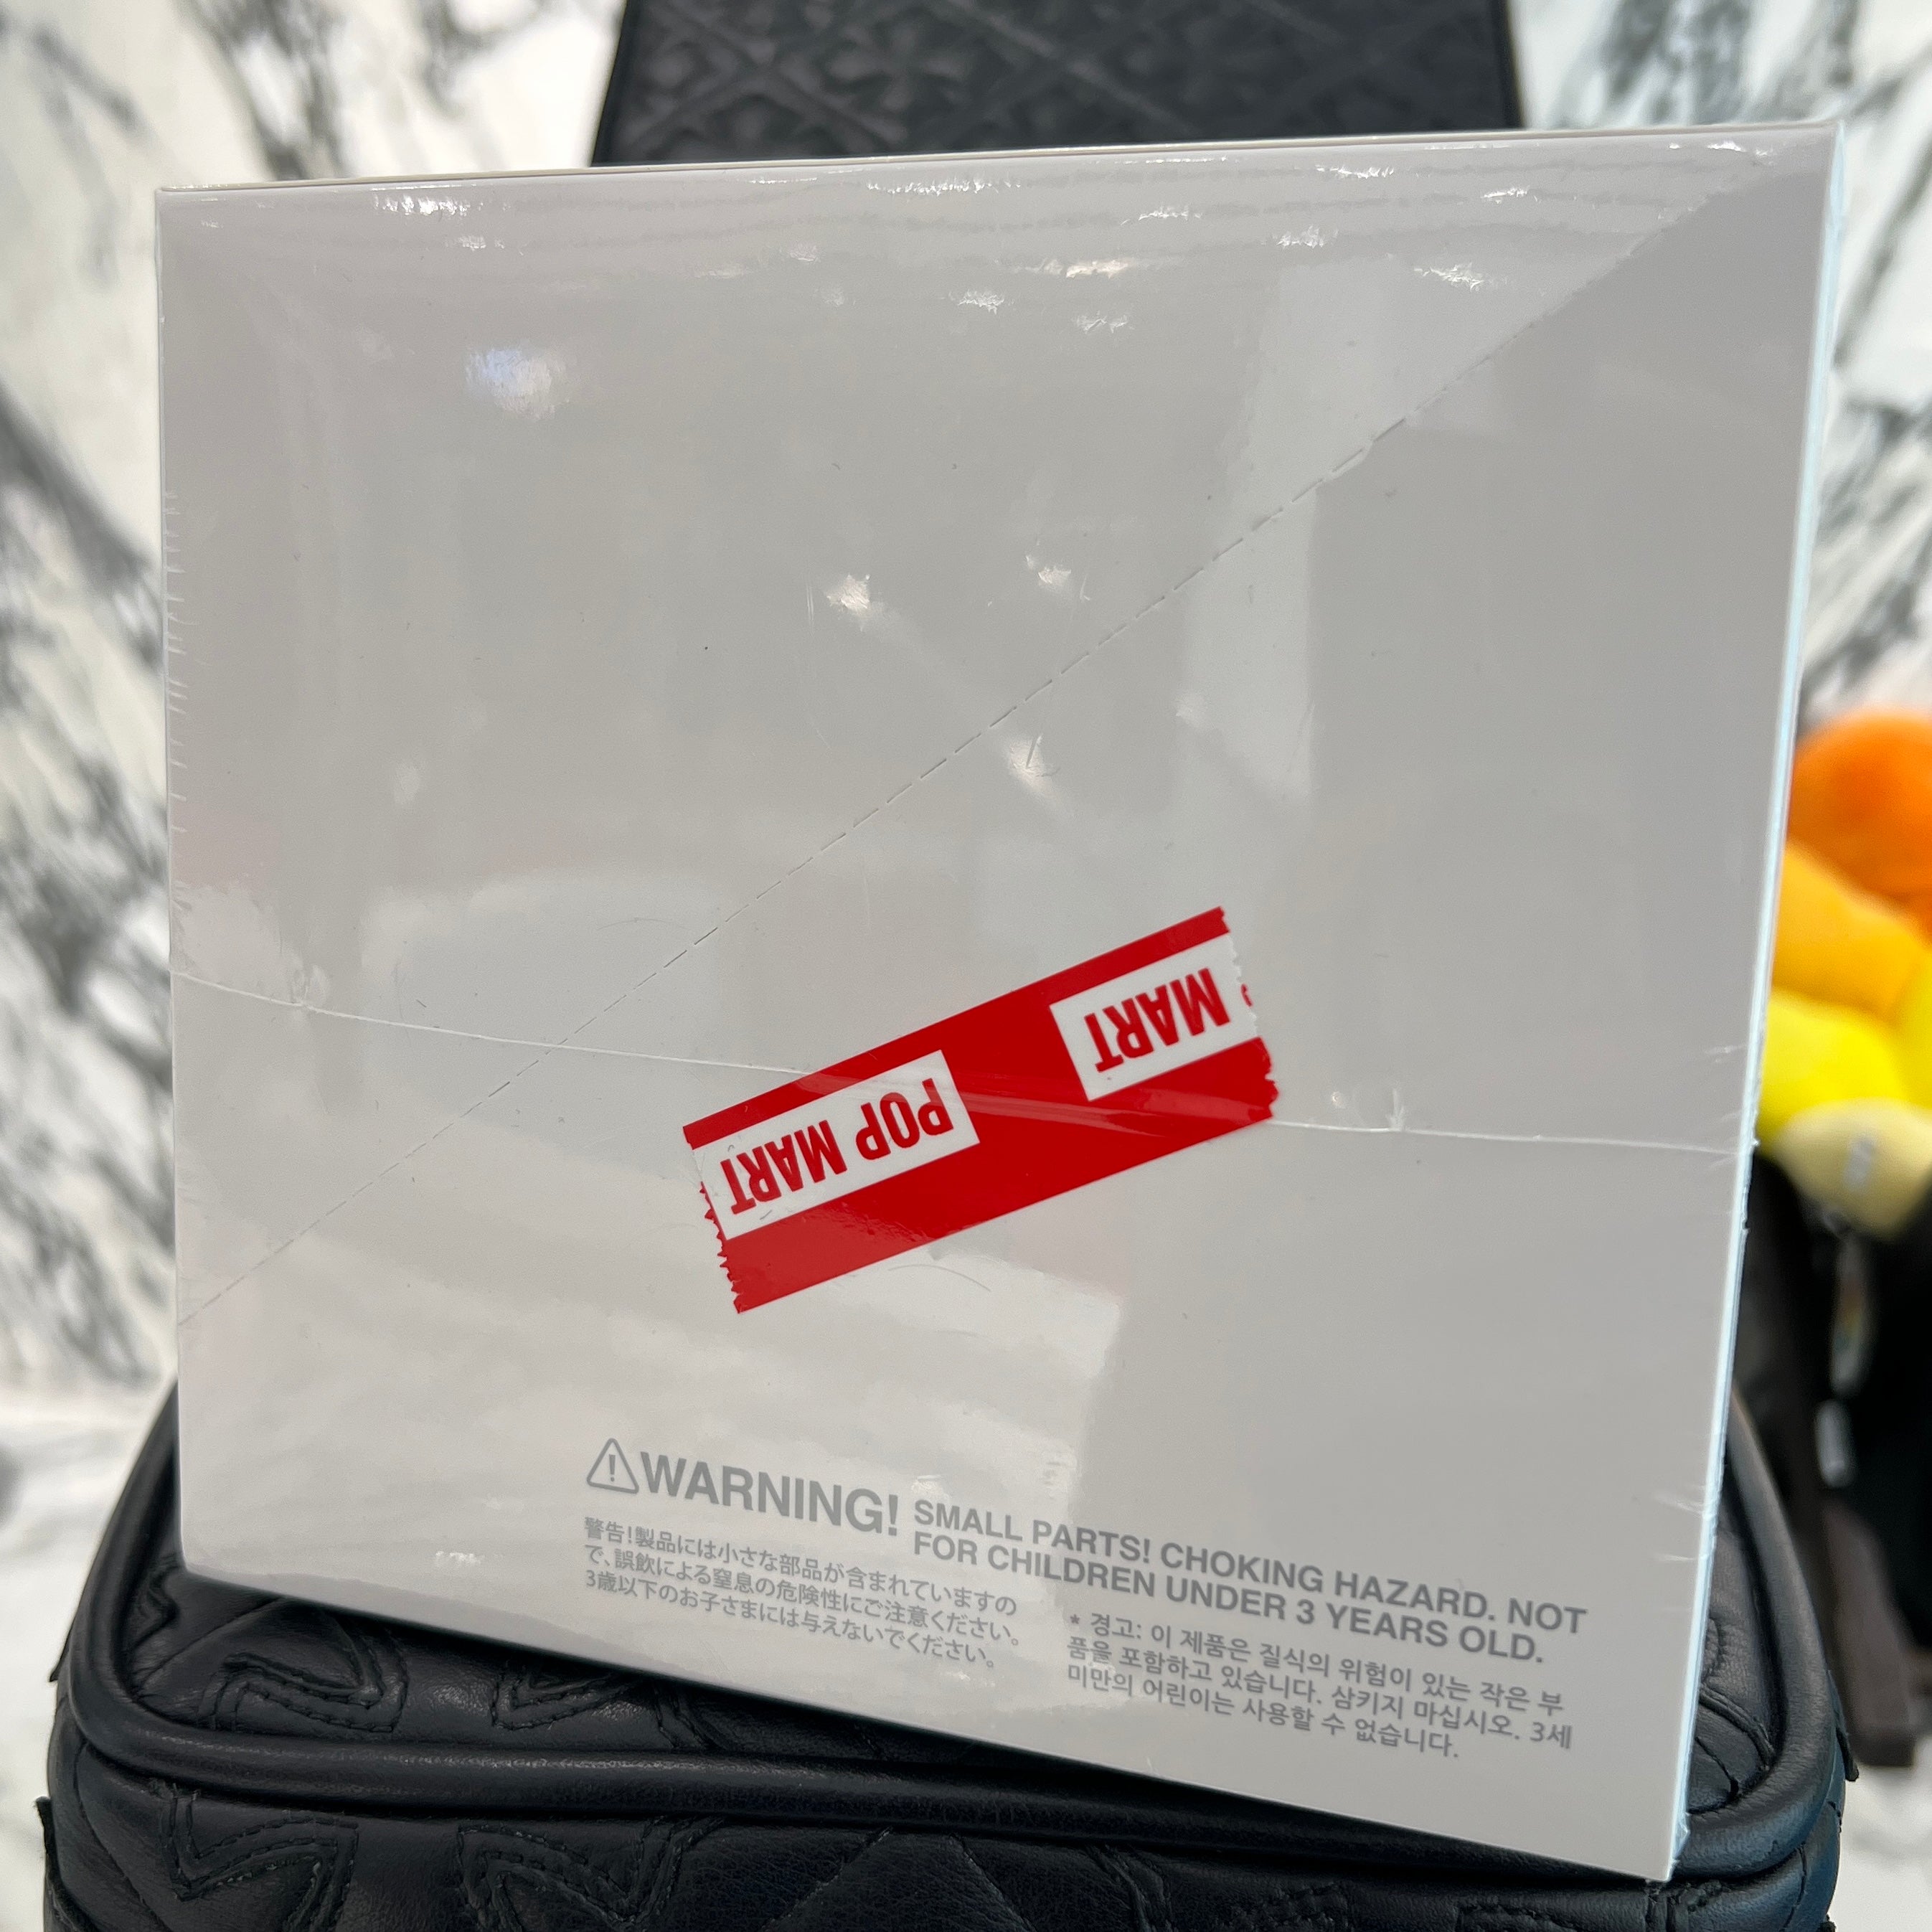 POP MART
MART
WARNING! SMALL PARTS! CHOKING HAZARD. NOT
FOR CHILDREN UNDER 3 YEARS OLD.
警告!製品には小さな部品が含まれていますの
で、誤飲による窒息の危険性にご注意ください。
3歳以下のお子さまには与えないでください。
* 경고: 이 제품은 질식의 위험이 있는 작은 부
품을 포함하고 있습니다. 삼키지 마십시오. 3세
미만의 어린이는 사용할 수 없습니다.